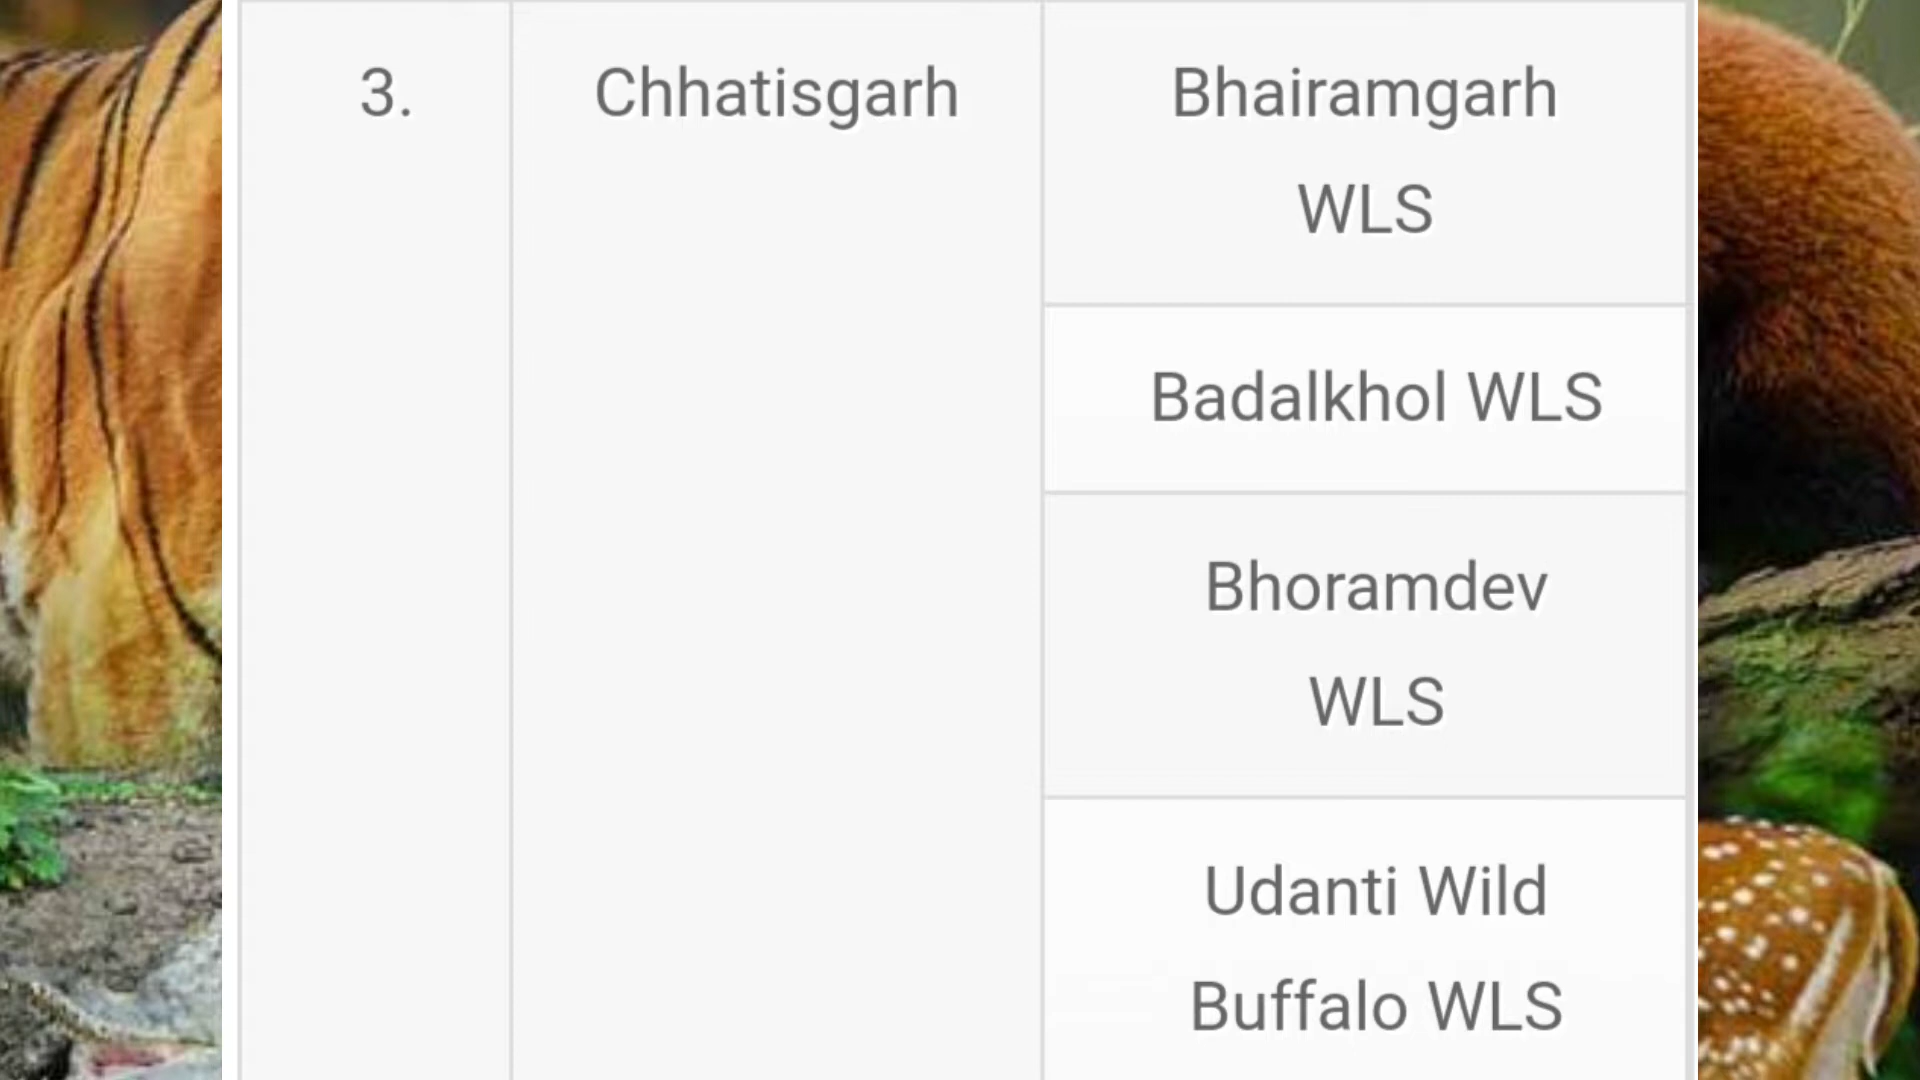 3. Chhatisgarh Bhairamgarh
WLS
Badalkhol WLS
Bhoramdev
WLS
Udanti Wild
Buffalo WLS